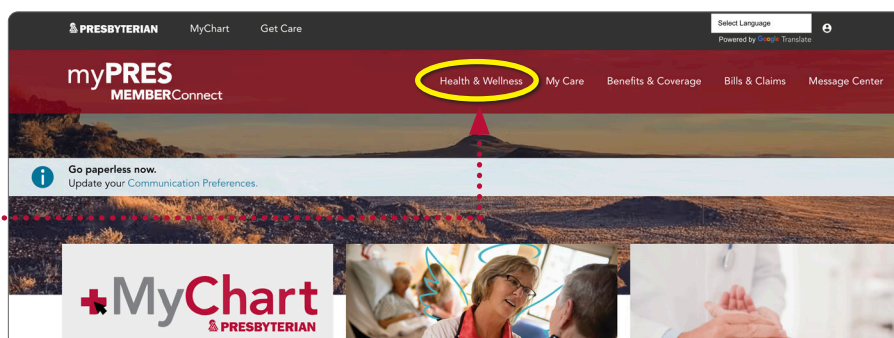 PRESBYTERIAN MyChart Get Care Select Language
Powered by Google Translate
myPRES
MEMBERConnect
Health & Wellness My Care Benefits & Coverage Bills & Claims Message Center
Go paperless now.
Update your Communication Preferences.
MyChart
PRESBYTERIAN